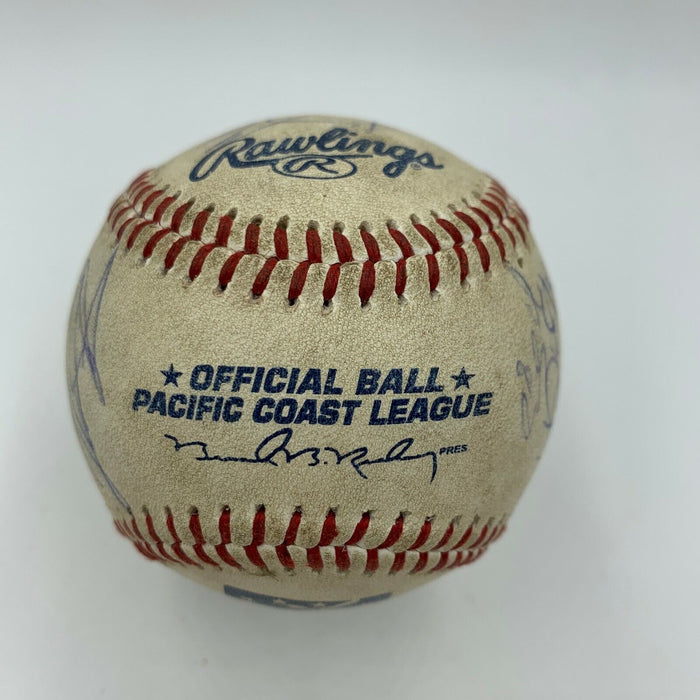 Rawlings®
R
★ OFFICIAL BALL ★
PACIFIC COAST LEAGUE
PRES